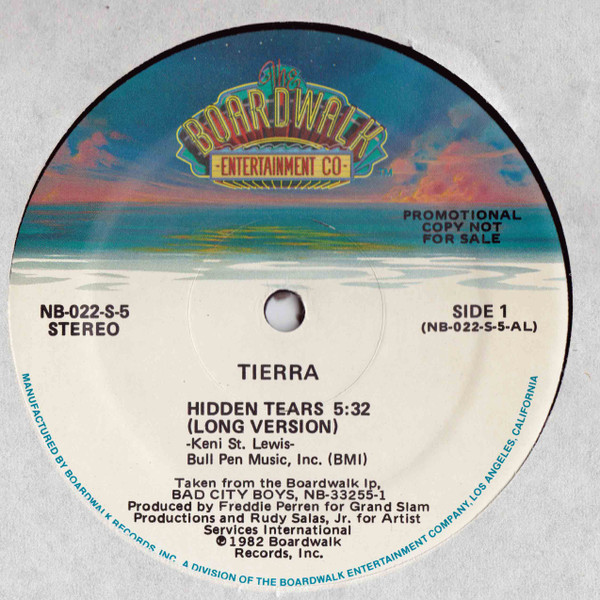 The
BOARDWALK
-ENTERTAINMENT CO-
TM
PROMOTIONAL
COPY NOT
FOR SALE
NB-022-S-5
STEREO
SIDE 1
(NB-022-S-5-AL)
TIERRA
HIDDEN TEARS 5:32
(LONG VERSION)
-Keni St. Lewis-
Bull Pen Music, Inc. (BMI)
Taken from the Boardwalk lp,
BAD CITY BOYS, NB-33255-1
Produced by Freddie Perren for Grand Slam
Productions and Rudy Salas, Jr. for Artist
Services International
℗1982 Boardwalk
Records, Inc.
MANUFACTURED BY BOARDWALK RECORDS, INC. A DIVISION OF THE BOARDWALK ENTERTAINMENT COMPANY, LOS ANGELES, CALIFORNIA